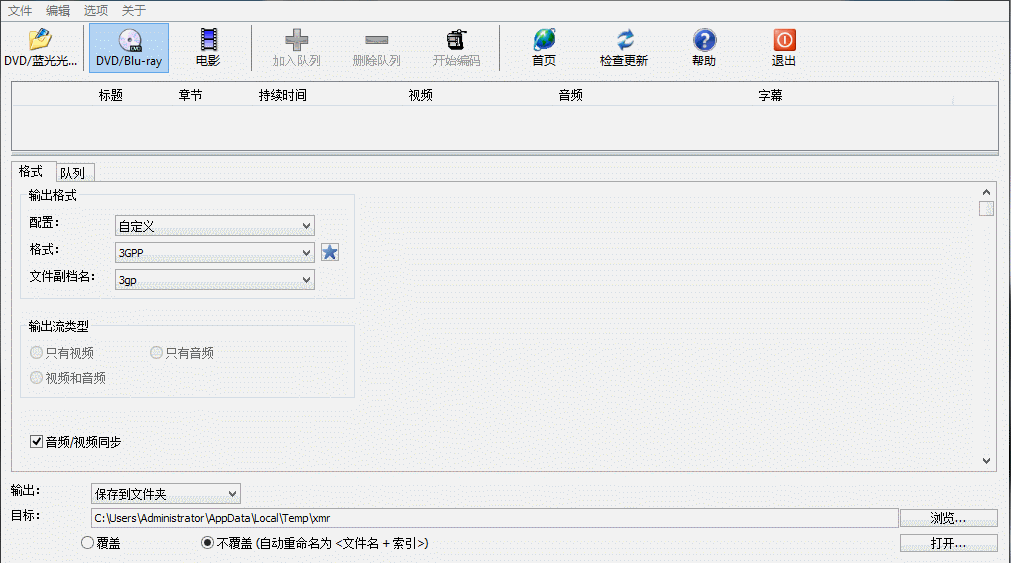 文件 编辑 选项 关于
DVD/蓝光光... DVD/Blu-ray 电影 加入队列 删除队列 开始编码 首页 检查更新 帮助 退出
标题 章节 持续时间 视频 音频 字幕
格式 队列
输出格式
配置: 自定义
格式: 3GPP
文件副档名: 3gp
输出流类型
只有视频 只有音频
视频和音频
音频/视频同步
输出: 保存到文件夹
目标: C:\Users\Administrator\AppData\Local\Temp\xmr 浏览...
覆盖 不覆盖 (自动重命名为 <文件名 + 索引>) 打开...